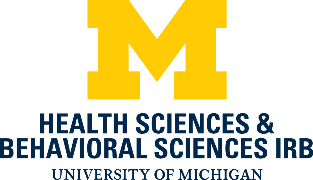 M
HEALTH SCIENCES &
BEHAVIORAL SCIENCES IRB
UNIVERSITY OF MICHIGAN